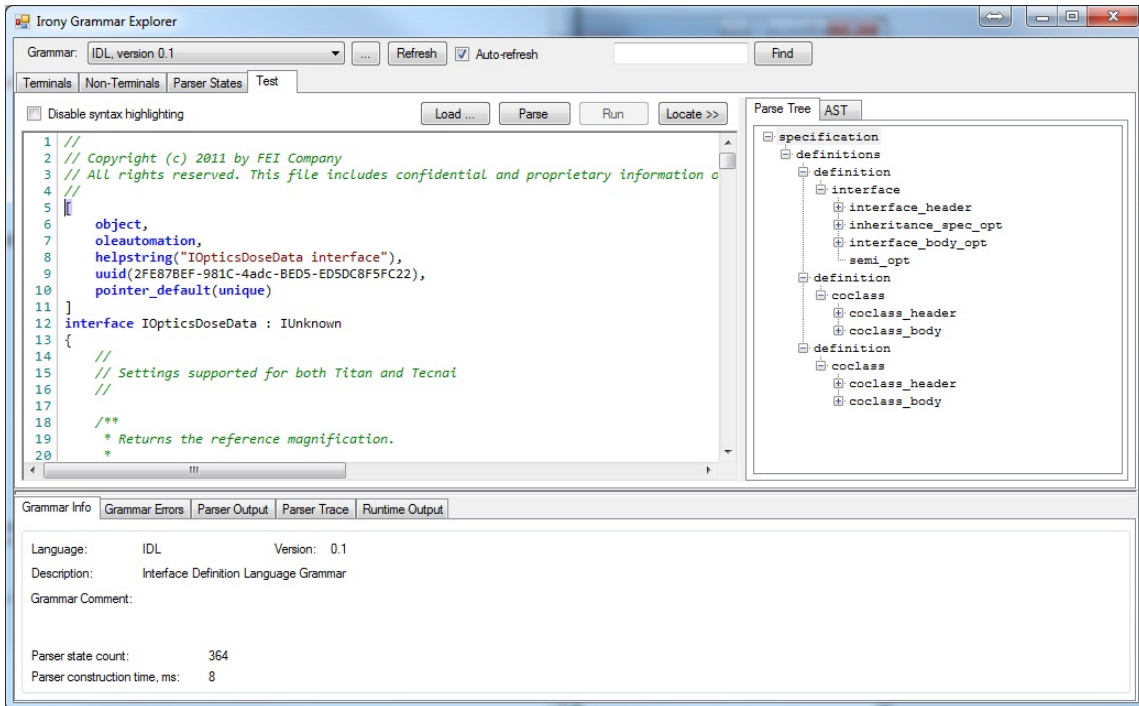 Irony Grammar Explorer
Grammar: IDL, version 0.1 ... Refresh Auto-refresh Find
Terminals Non-Terminals Parser States Test
Disable syntax highlighting Load ... Parse Run Locate >>
1 //
2 // Copyright (c) 2011 by FEI Company
3 // All rights reserved. This file includes confidential and proprietary information o
4 //
5 [
6 object,
7 oleautomation,
8 helpstring("IOpticsDoseData interface"),
9 uuid(2FE87BEF-981C-4adc-BED5-ED5DC8F5FC22),
10 pointer_default(unique)
11 ]
12 interface IOpticsDoseData : IUnknown
13 {
14 //
15 // Settings supported for both Titan and Tecnai
16 //
17
18 /**
19 * Returns the reference magnification.
20 *
Parse Tree AST
specification
definitions
definition
interface
interface_header
inheritance_spec_opt
interface_body_opt
semi_opt
definition
coclass
coclass_header
coclass_body
definition
coclass
coclass_header
coclass_body
Grammar Info Grammar Errors Parser Output Parser Trace Runtime Output
Language: IDL Version: 0.1
Description: Interface Definition Language Grammar
Grammar Comment:
Parser state count: 364
Parser construction time, ms: 8